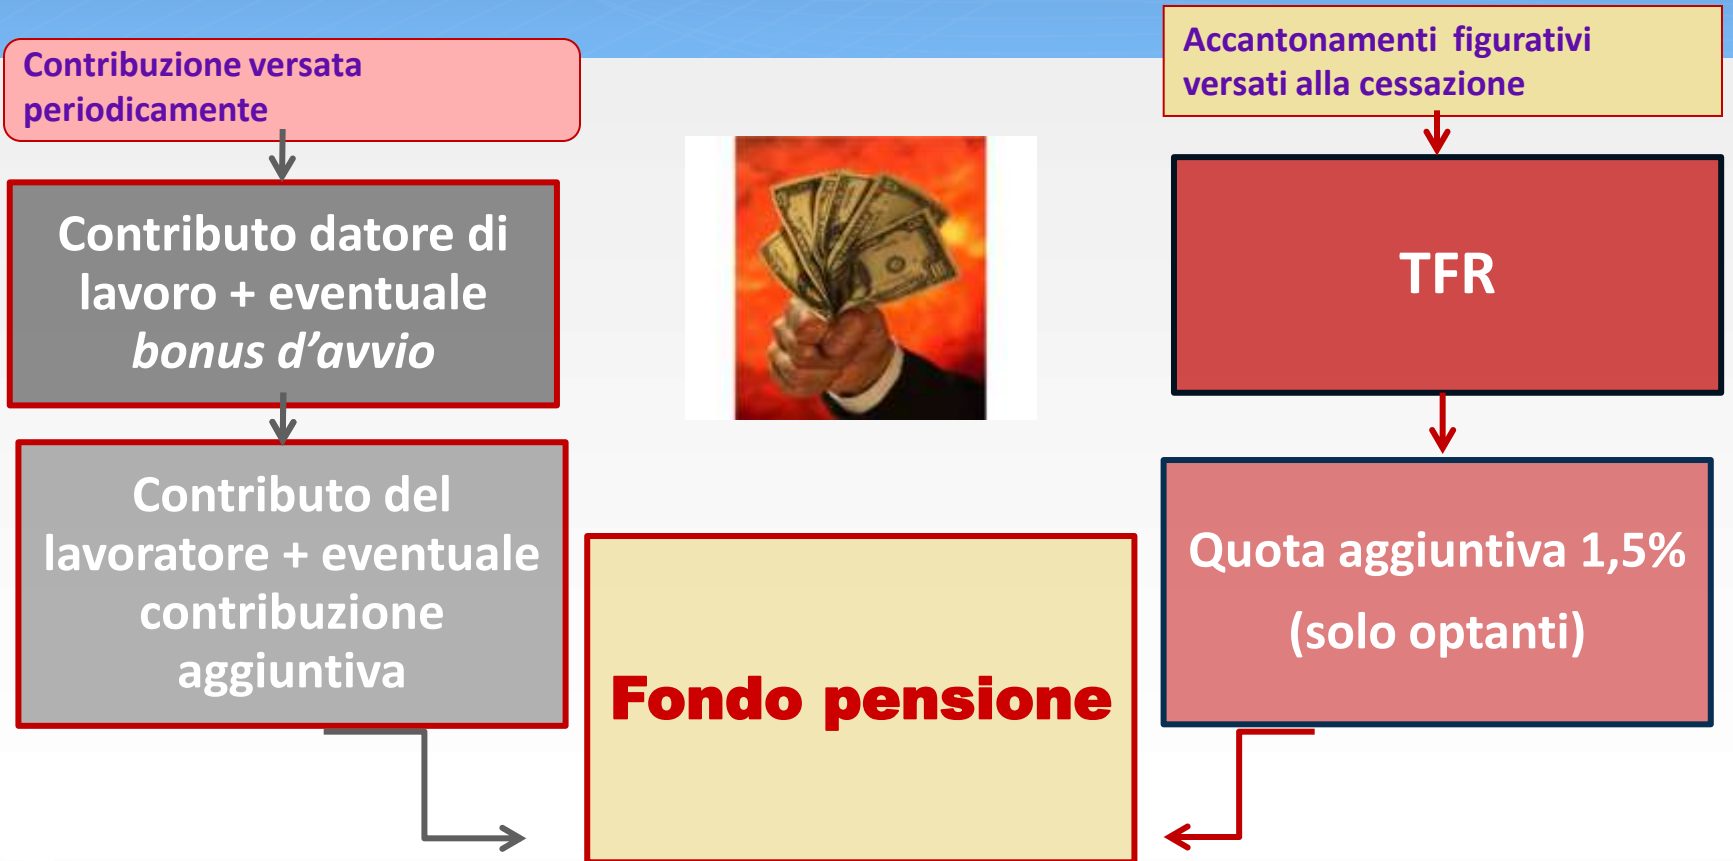 Contribuzione versata
periodicamente
Contributo datore di
lavoro + eventuale
bonus d’avvio
Contributo del
lavoratore + eventuale
contribuzione
aggiuntiva
Fondo pensione
Accantonamenti figurativi
versati alla cessazione
TFR
Quota aggiuntiva 1,5%
(solo optanti)